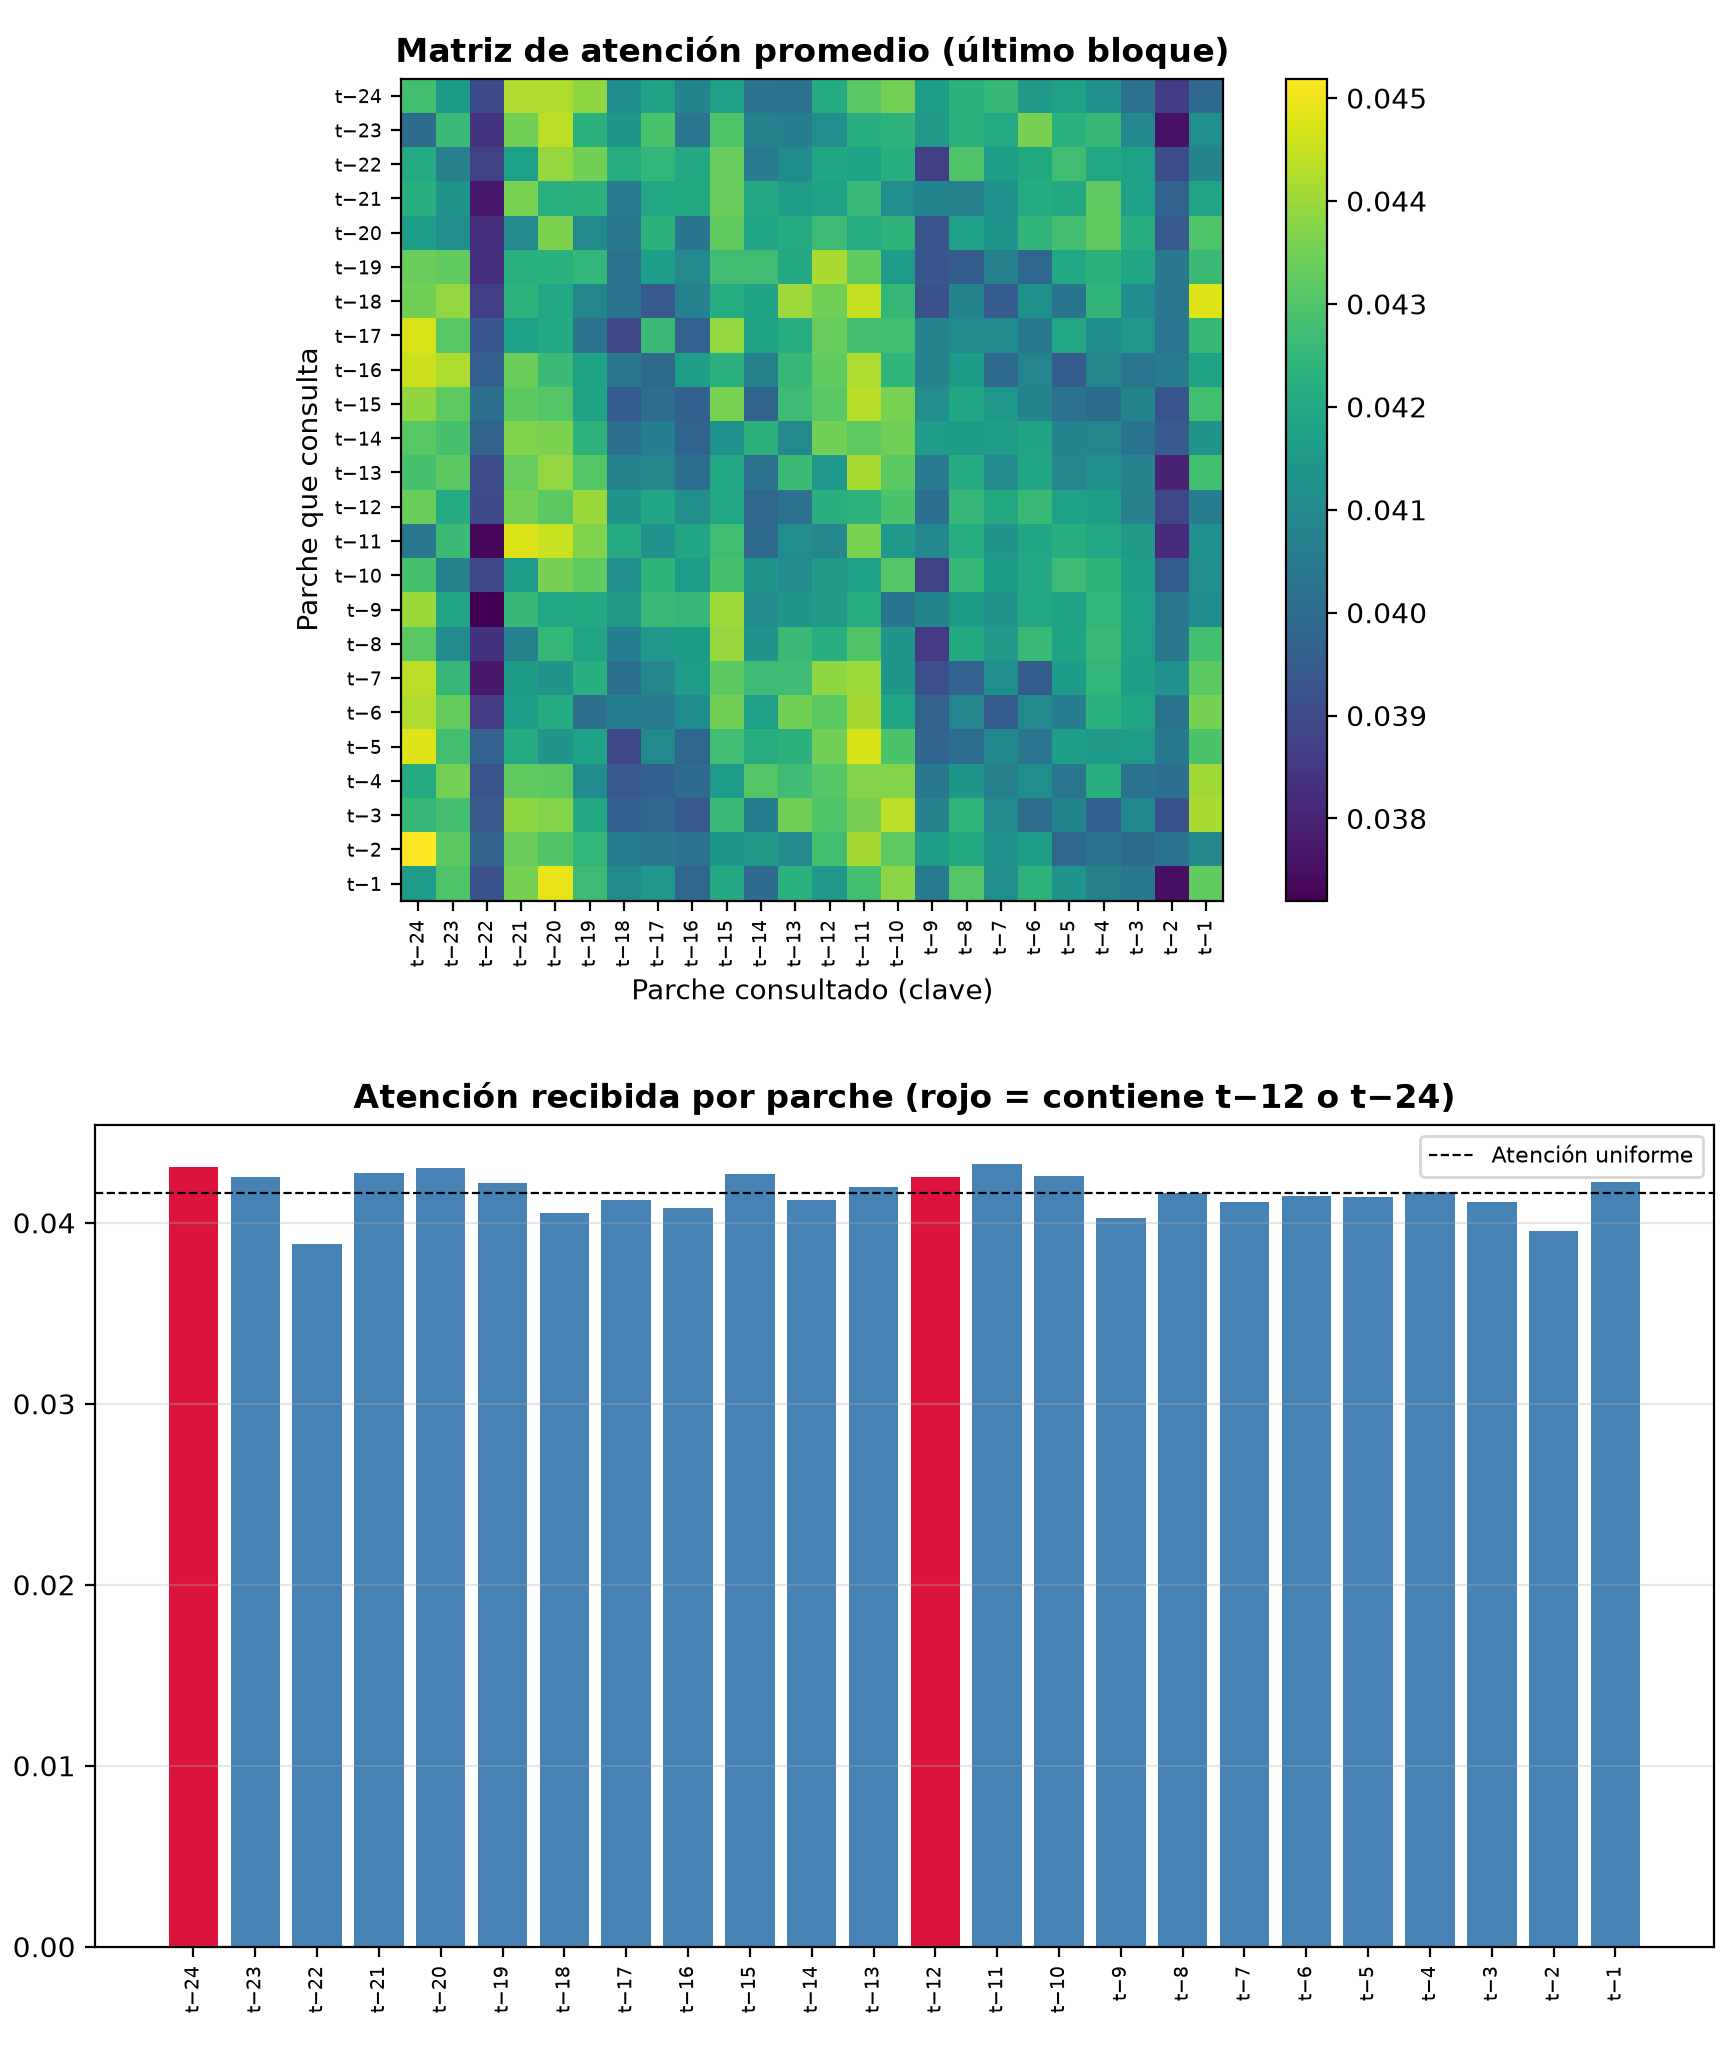 Matriz de atención promedio (último bloque)
Parche que consulta
t−24
t−23
t−22
t−21
t−20
t−19
t−18
t−17
t−16
t−15
t−14
t−13
t−12
t−11
t−10
t−9
t−8
t−7
t−6
t−5
t−4
t−3
t−2
t−1
t−24 t−23 t−22 t−21 t−20 t−19 t−18 t−17 t−16 t−15 t−14 t−13 t−12 t−11 t−10 t−9 t−8 t−7 t−6 t−5 t−4 t−3 t−2 t−1
Parche consultado (clave)
0.045
0.044
0.043
0.042
0.041
0.040
0.039
0.038
Atención recibida por parche (rojo = contiene t−12 o t−24)
Atención uniforme
0.04
0.03
0.02
0.01
0.00
t−24 t−23 t−22 t−21 t−20 t−19 t−18 t−17 t−16 t−15 t−14 t−13 t−12 t−11 t−10 t−9 t−8 t−7 t−6 t−5 t−4 t−3 t−2 t−1